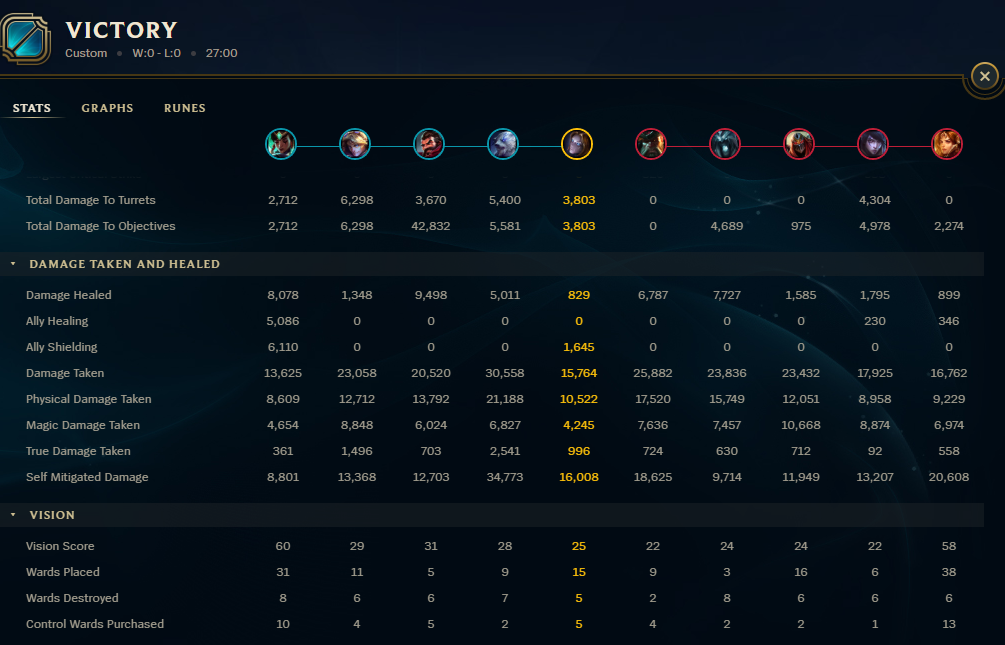 VICTORY
Custom • W:0 - L:0 • 27:00
STATS GRAPHS RUNES
Total Damage To Turrets 2,712 6,298 3,670 5,400 3,803 0 0 0 4,304 0
Total Damage To Objectives 2,712 6,298 42,832 5,581 3,803 0 4,689 975 4,978 2,274
DAMAGE TAKEN AND HEALED
Damage Healed 8,078 1,348 9,498 5,011 829 6,787 7,727 1,585 1,795 899
Ally Healing 5,086 0 0 0 0 0 0 0 230 346
Ally Shielding 6,110 0 0 0 1,645 0 0 0 0 0
Damage Taken 13,625 23,058 20,520 30,558 15,764 25,882 23,836 23,432 17,925 16,762
Physical Damage Taken 8,609 12,712 13,792 21,188 10,522 17,520 15,749 12,051 8,958 9,229
Magic Damage Taken 4,654 8,848 6,024 6,827 4,245 7,636 7,457 10,668 8,874 6,974
True Damage Taken 361 1,496 703 2,541 996 724 630 712 92 558
Self Mitigated Damage 8,801 13,368 12,703 34,773 16,008 18,625 9,714 11,949 13,207 20,608
VISION
Vision Score 60 29 31 28 25 22 24 24 22 58
Wards Placed 31 11 5 9 15 9 3 16 6 38
Wards Destroyed 8 6 6 7 5 2 8 6 6 6
Control Wards Purchased 10 4 5 2 5 4 2 2 1 13